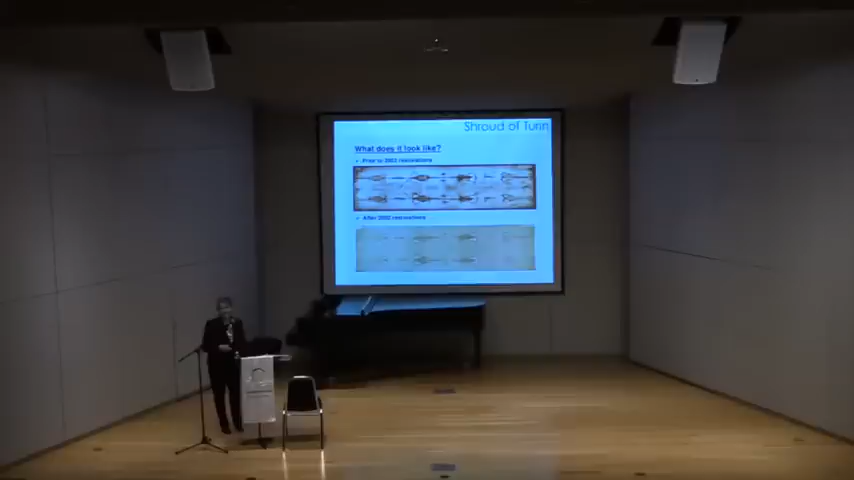 Shroud of Turin
What does it look like?
• Prior to 2002 restorations
• After 2002 restorations